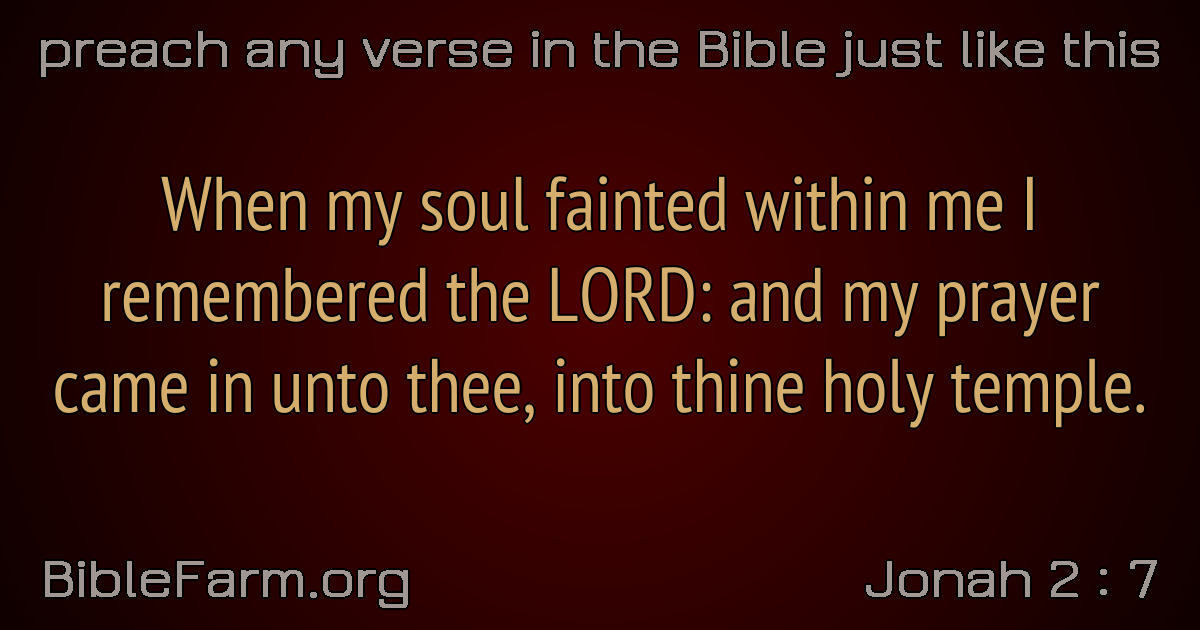 preach any verse in the Bible just like this
When my soul fainted within me I
remembered the LORD: and my prayer
came in unto thee, into thine holy temple.
BibleFarm.org
Jonah 2 : 7